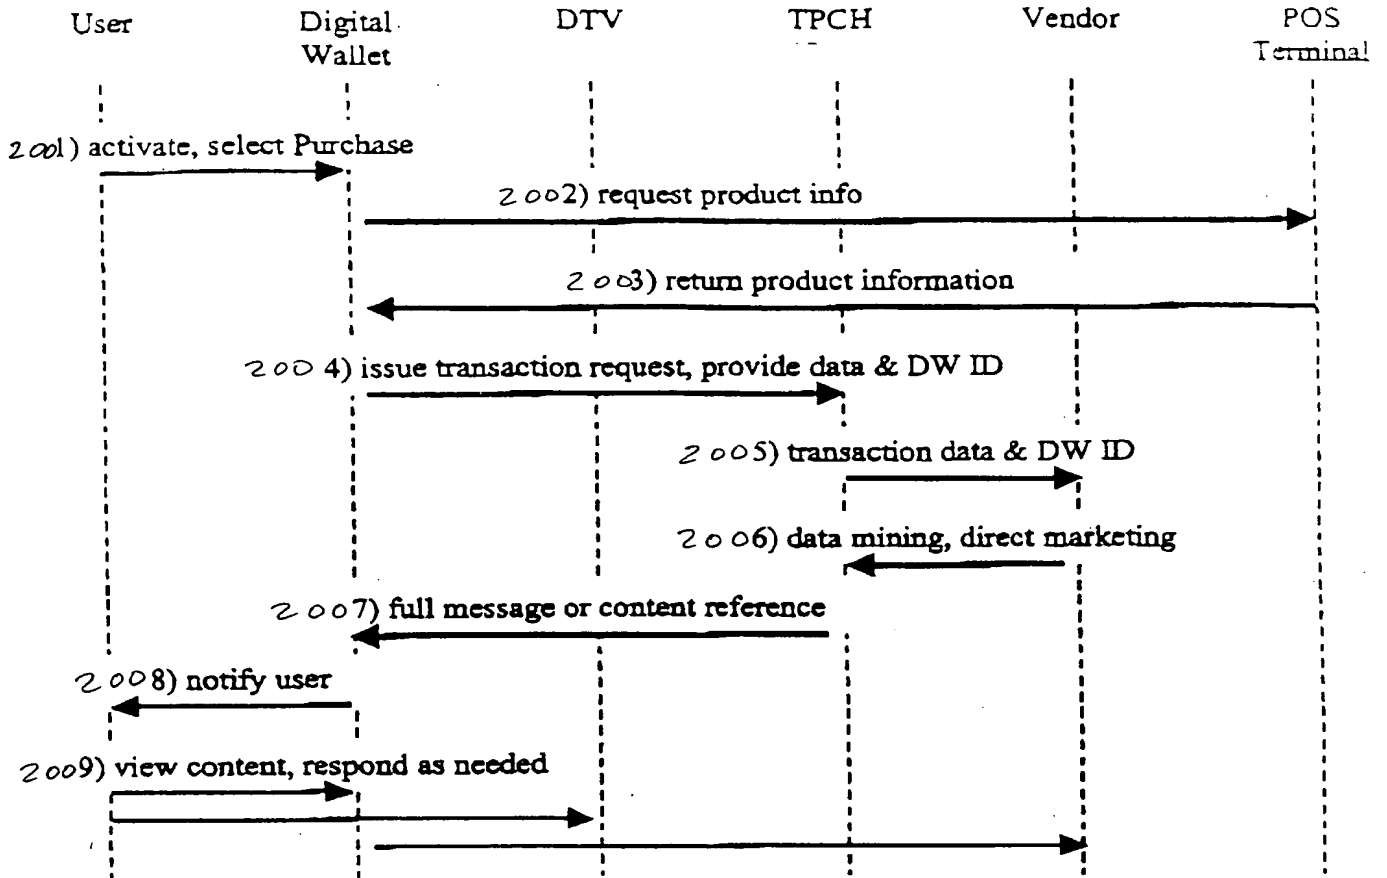 User Digital Wallet DTV TPCH Vendor POS Terminal
2001) activate, select Purchase
2002) request product info
2003) return product information
2004) issue transaction request, provide data & DW ID
2005) transaction data & DW ID
2006) data mining, direct marketing
2007) full message or content reference
2008) notify user
2009) view content, respond as needed